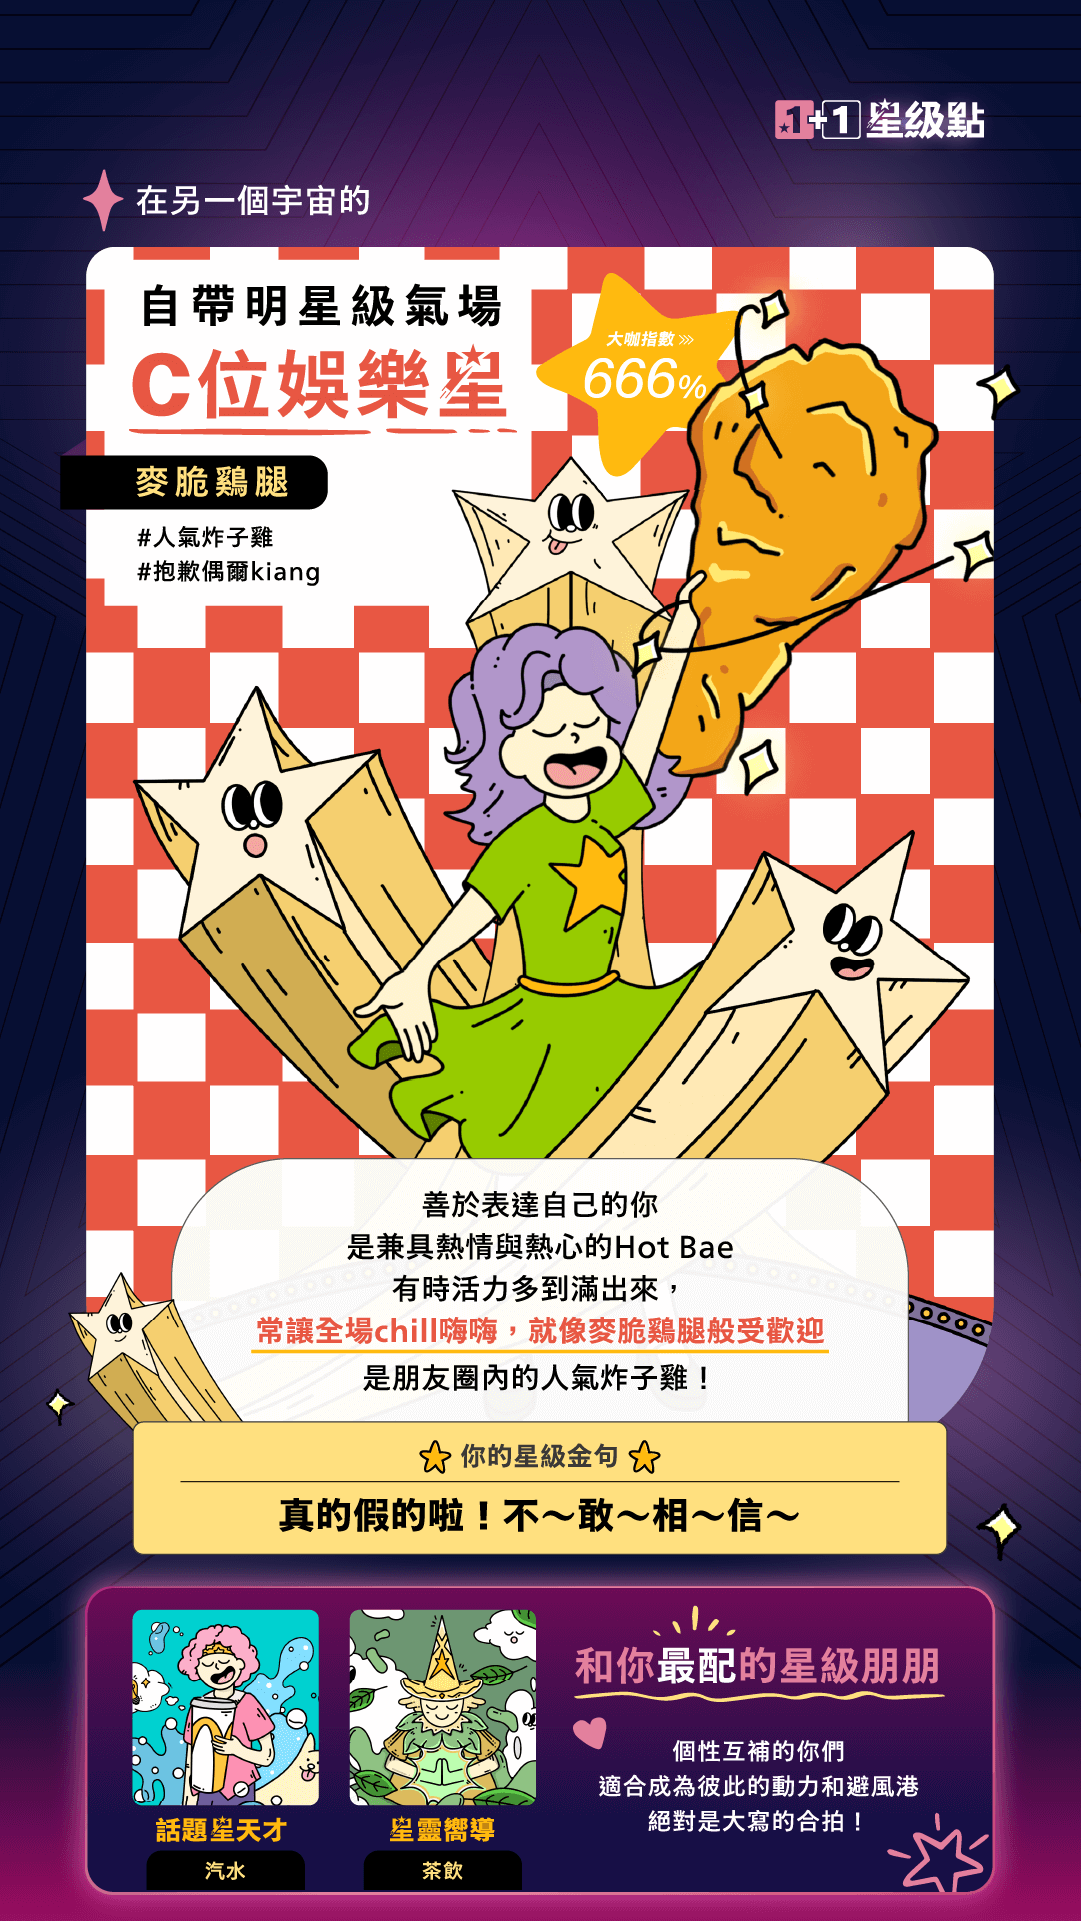 1+1 星級點
在另一個宇宙的
自帶明星級氣場
C位娛樂星
大咖指數 >>>
666%
麥脆鷄腿
#人氣炸子雞
#抱歉偶爾kiang
善於表達自己的你
是兼具熱情與熱心的Hot Bae
有時活力多到滿出來，
常讓全場chill嗨嗨，就像麥脆鷄腿般受歡迎
是朋友圈內的人氣炸子雞！
你的星級金句
真的假的啦！不～敢～相～信～
和你最配的星級朋朋
個性互補的你們
適合成為彼此的動力和避風港
絕對是大寫的合拍！
話題星天才
汽水
星靈嚮導
茶飲